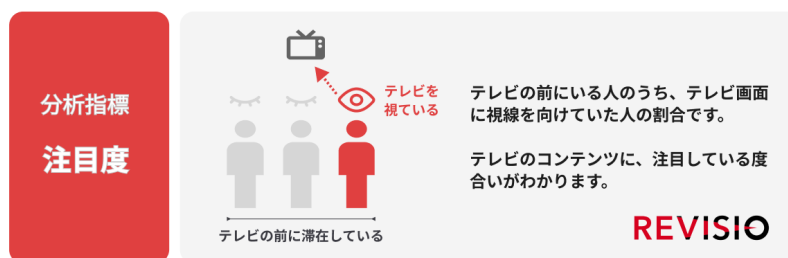 分析指標
注目度
テレビを
視ている
テレビの前に滞在している
テレビの前にいる人のうち、テレビ画面
に視線を向けていた人の割合です。
テレビのコンテンツに、注目している度
合いがわかります。
REVISIO